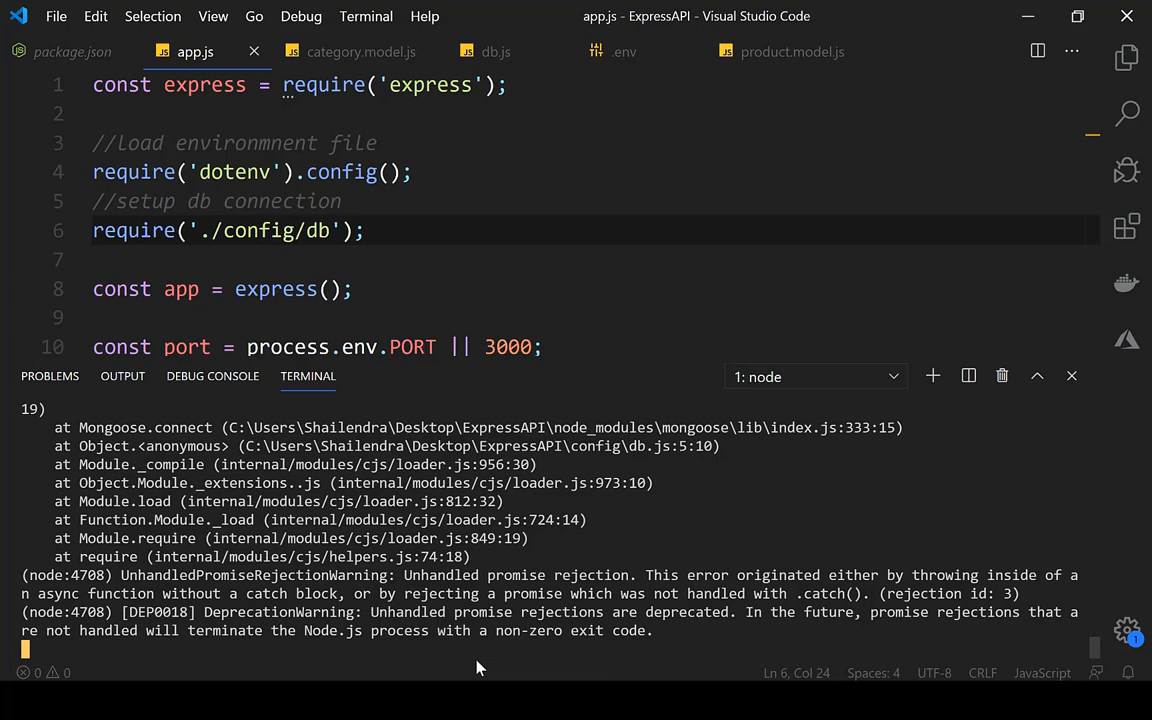 File Edit Selection View Go Debug Terminal Help app.js - ExpressAPI - Visual Studio Code
package.json app.js category.model.js db.js .env product.model.js
1 const express = require('express');
2
3 //load environmnent file
4 require('dotenv').config();
5 //setup db connection
6 require('./config/db');
7
8 const app = express();
9
10 const port = process.env.PORT || 3000;
PROBLEMS OUTPUT DEBUG CONSOLE TERMINAL 1: node
19)
at Mongoose.connect (C:\Users\Shailendra\Desktop\ExpressAPI\node_modules\mongoose\lib\index.js:333:15)
at Object.<anonymous> (C:\Users\Shailendra\Desktop\ExpressAPI\config\db.js:5:10)
at Module._compile (internal/modules/cjs/loader.js:956:30)
at Object.Module._extensions..js (internal/modules/cjs/loader.js:973:10)
at Module.load (internal/modules/cjs/loader.js:812:32)
at Function.Module._load (internal/modules/cjs/loader.js:724:14)
at Module.require (internal/modules/cjs/loader.js:849:19)
at require (internal/modules/cjs/helpers.js:74:18)
(node:4708) UnhandledPromiseRejectionWarning: Unhandled promise rejection. This error originated either by throwing inside of a
n async function without a catch block, or by rejecting a promise which was not handled with .catch(). (rejection id: 3)
(node:4708) [DEP0018] DeprecationWarning: Unhandled promise rejections are deprecated. In the future, promise rejections that a
re not handled will terminate the Node.js process with a non-zero exit code.
1
0 0 Ln 6, Col 24 Spaces: 4 UTF-8 CRLF JavaScript